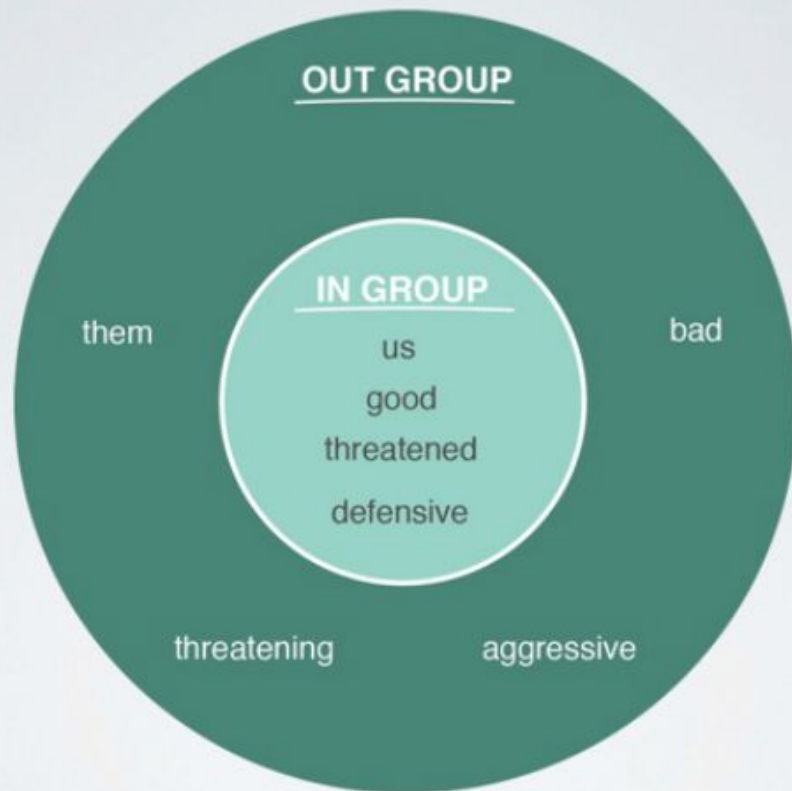 OUT GROUP
IN GROUP
them
bad
us
good
threatened
defensive
threatening
aggressive